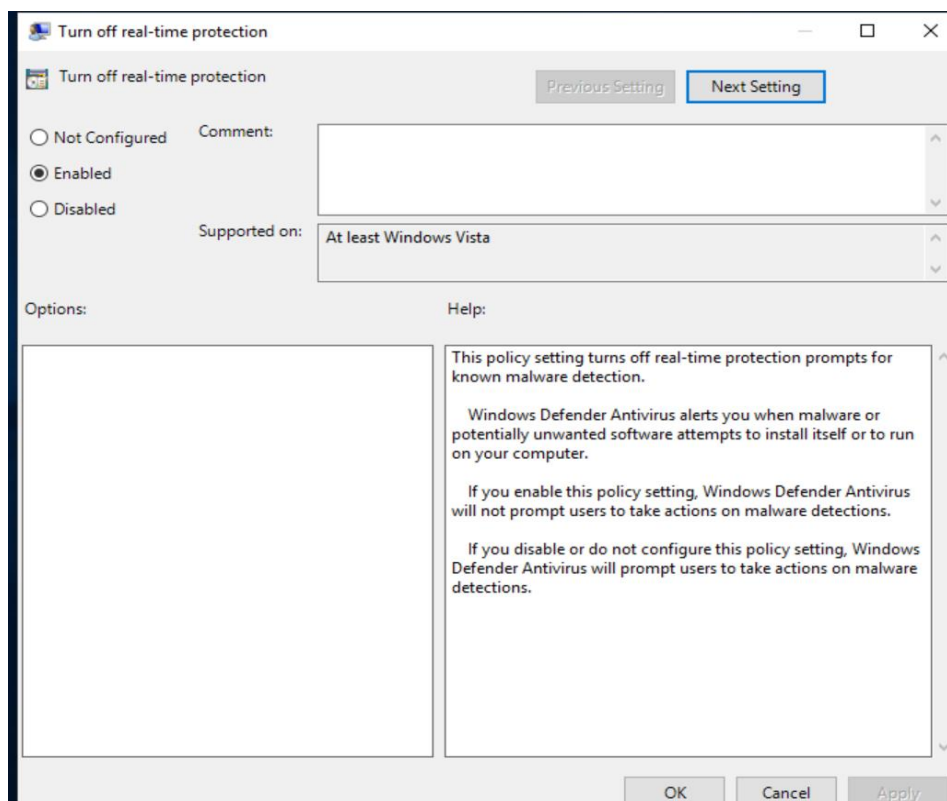 Turn off real-time protection
Turn off real-time protection
Previous Setting
Next Setting
Not Configured
Comment:
Enabled
Disabled
Supported on:
At least Windows Vista
Options:
Help:
This policy setting turns off real-time protection prompts for
known malware detection.
Windows Defender Antivirus alerts you when malware or
potentially unwanted software attempts to install itself or to run
on your computer.
If you enable this policy setting, Windows Defender Antivirus
will not prompt users to take actions on malware detections.
If you disable or do not configure this policy setting, Windows
Defender Antivirus will prompt users to take actions on malware
detections.
OK
Cancel
Apply